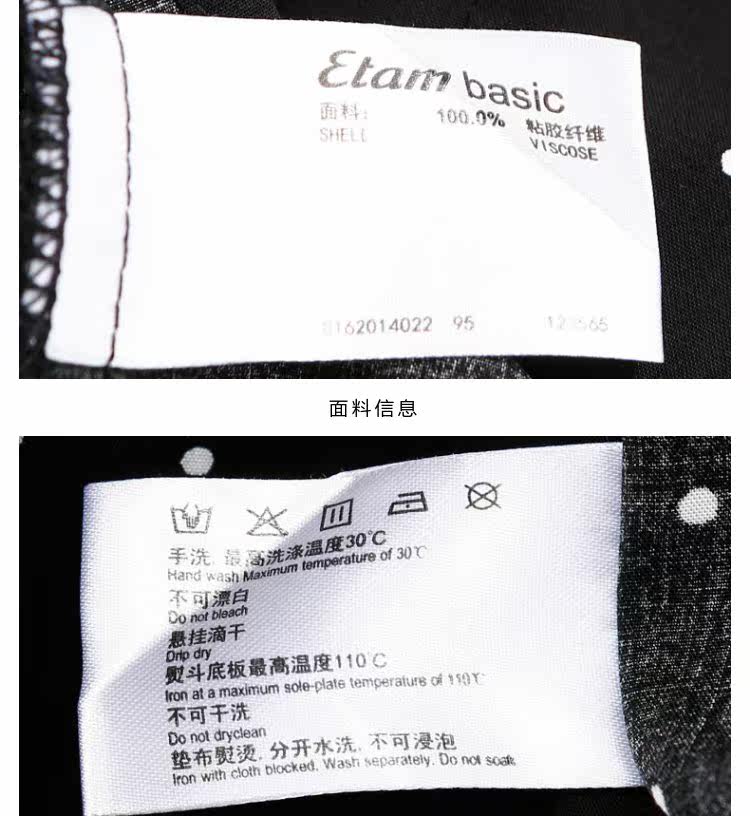 Etam basic
面料: 100.0% 粘胶纤维
SHELL VISCOSE
162014022 95
面料信息
手洗, 最高洗涤温度30℃
Hand wash Maximum temperature of 30℃
不可漂白
Do not bleach
悬挂滴干
Drip dry
熨斗底板最高温度110℃
Iron at a maximum sole-plate temperature of 110℃
不可干洗
Do not dryclean
垫布熨烫, 分开水洗, 不可浸泡
Iron with cloth blocked, Wash separately. Do not soak